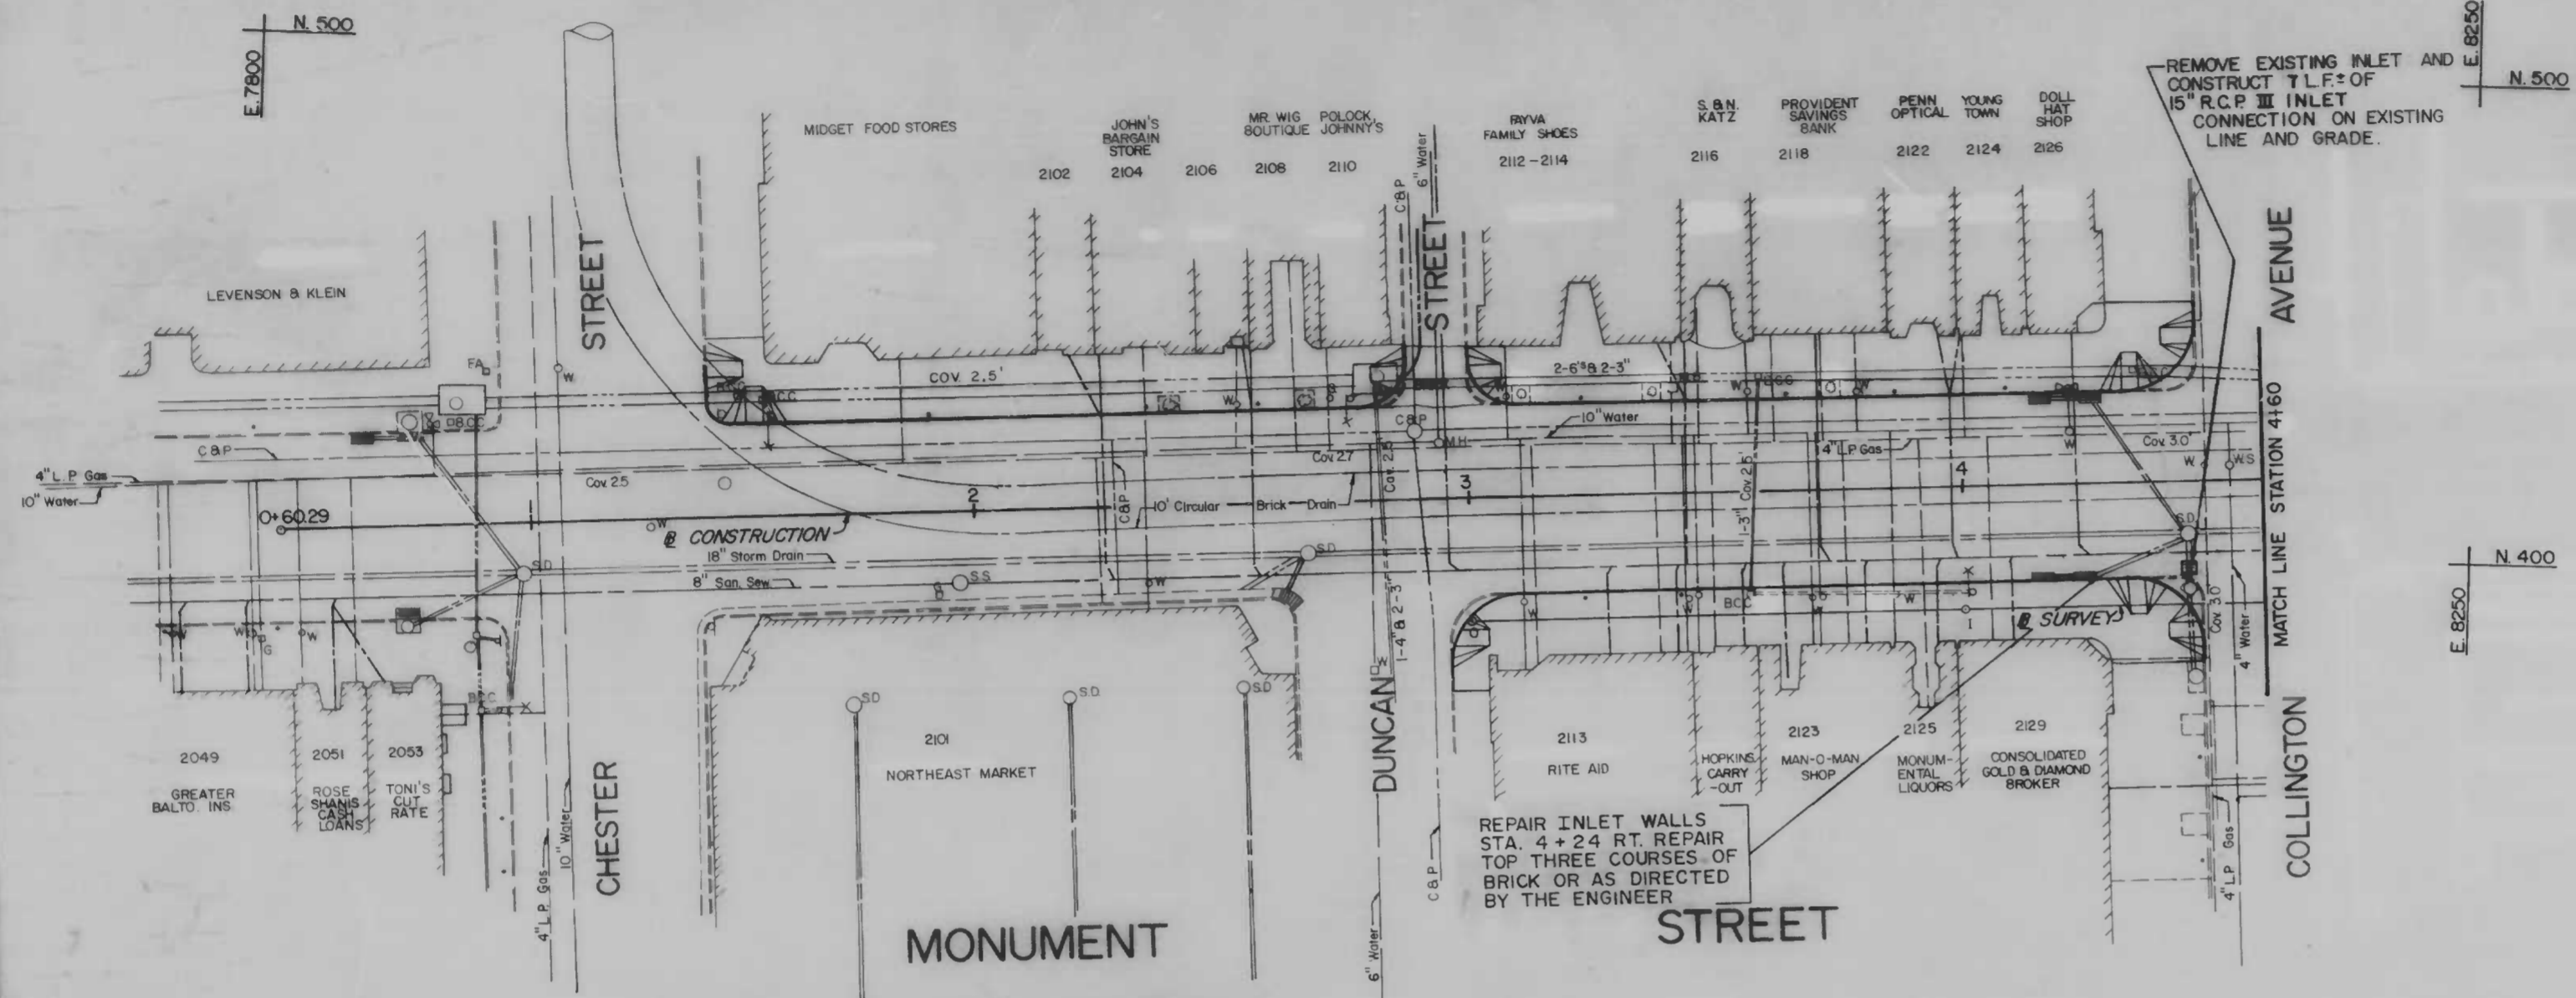 N. 500
E. 7800
E. 8250
N. 500
REMOVE EXISTING INLET AND
CONSTRUCT 7 L.F.± OF
15" R.C.P. III INLET
CONNECTION ON EXISTING
LINE AND GRADE.
MIDGET FOOD STORES
2102
JOHN'S
BARGAIN
STORE
2104
2106
MR. WIG
BOUTIQUE
2108
POLOCK
JOHNNY'S
2110
C & P
6" Water
STREET
FAYVA
FAMILY SHOES
2112-2114
S. & N.
KATZ
2116
PROVIDENT
SAVINGS
BANK
2118
PENN
OPTICAL
2122
YOUNG
TOWN
2124
DOLL
HAT
SHOP
2126
AVENUE
LEVENSON & KLEIN
STREET
FA
W
COV. 2.5'
2-6"s & 2-3"
W
W
W
W
C & P
M.H.
10" Water
4" L.P. Gas
Cov. 3.0'
W
W
W.S
C & P
4" L.P. Gas
10" Water
Cov. 2.5
Cov. 2.7
Cov. 2.5
1-3" Cov. 2.5'
0+60.29
2
3
4
C & P
W
B CONSTRUCTION
10' Circular Brick Drain
18" Storm Drain
8" San. Sew.
S.D
S.S
W
S.D
S.D
MATCH LINE STATION 4+60
N. 400
E. 8250
1-4" & 2-3"
BCC
W
W
B SURVEY
Cov. 3.0'
4" Water
W
W
G
W
BCC
S.D
S.D
S.D
2049
GREATER
BALTO. INS
2051
ROSE
SHANIS
CASH
LOANS
2053
TONI'S
CUT
RATE
4" L.P. Gas
10" Water
CHESTER
2101
NORTHEAST MARKET
DUNCAN
6" Water
C & P
2113
RITE AID
HOPKINS
CARRY
-OUT
2123
MAN-O-MAN
SHOP
2125
MONUM-
ENTAL
LIQUORS
2129
CONSOLIDATED
GOLD & DIAMOND
BROKER
4" L.P. Gas
COLLINGTON
REPAIR INLET WALLS
STA. 4 + 24 RT. REPAIR
TOP THREE COURSES OF
BRICK OR AS DIRECTED
BY THE ENGINEER
MONUMENT
STREET